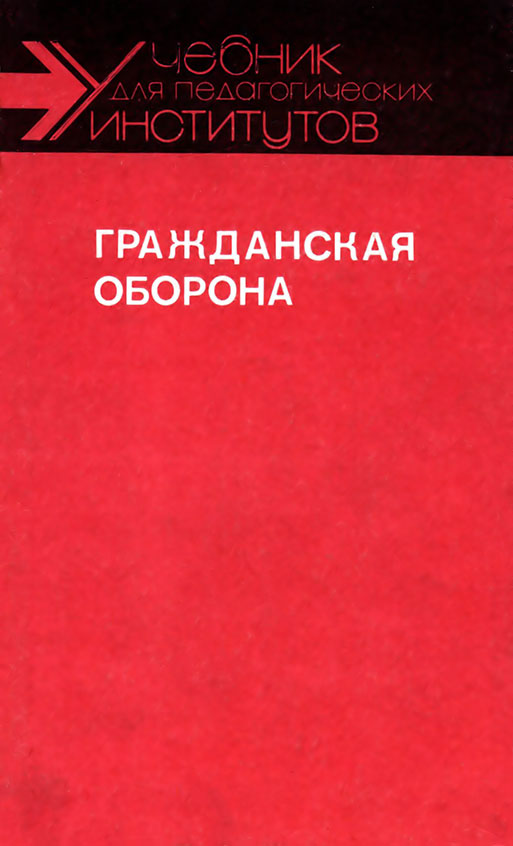 Учебник
для педагогических
институтов
ГРАЖДАНСКАЯ
ОБОРОНА